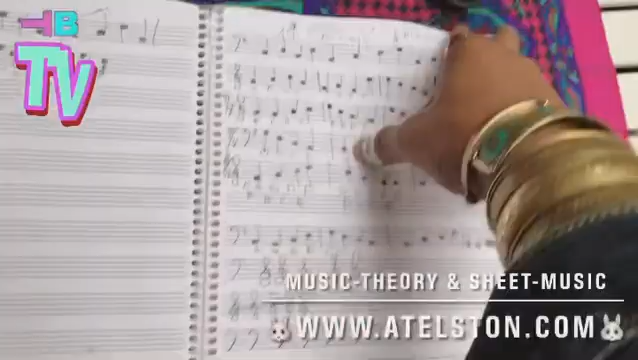 B
TV
MUSIC-THEORY & SHEET-MUSIC
WWW.ATELSTON.COM